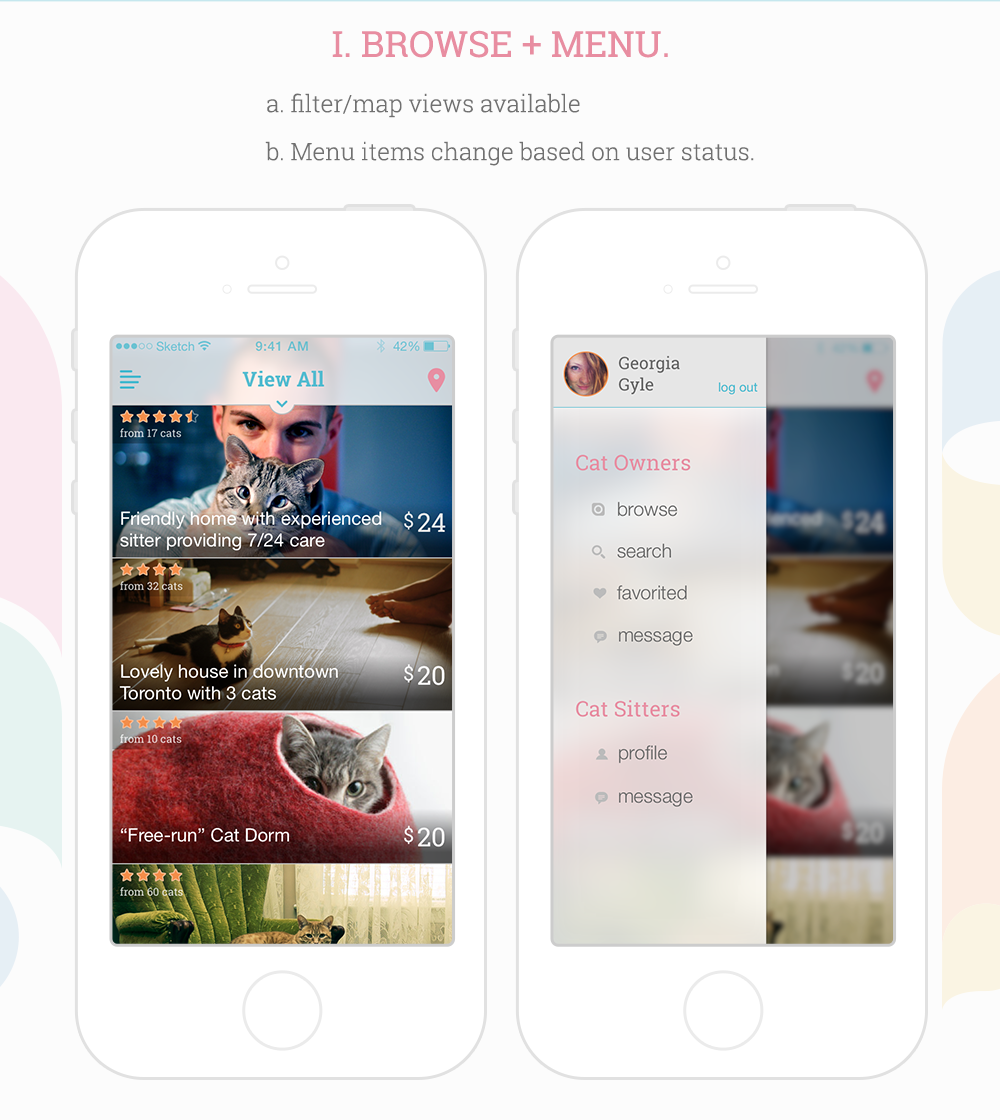 I. BROWSE + MENU.
a. filter/map views available
b. Menu items change based on user status.
Sketch 9:41 AM 42%
View All
from 17 cats
Friendly home with experienced
sitter providing 7/24 care
$24
from 32 cats
Lovely house in downtown
Toronto with 3 cats
$20
from 10 cats
“Free-run” Cat Dorm
$20
from 60 cats
Georgia
Gyle
log out
Cat Owners
browse
search
favorited
message
Cat Sitters
profile
message
$24
$20
$20